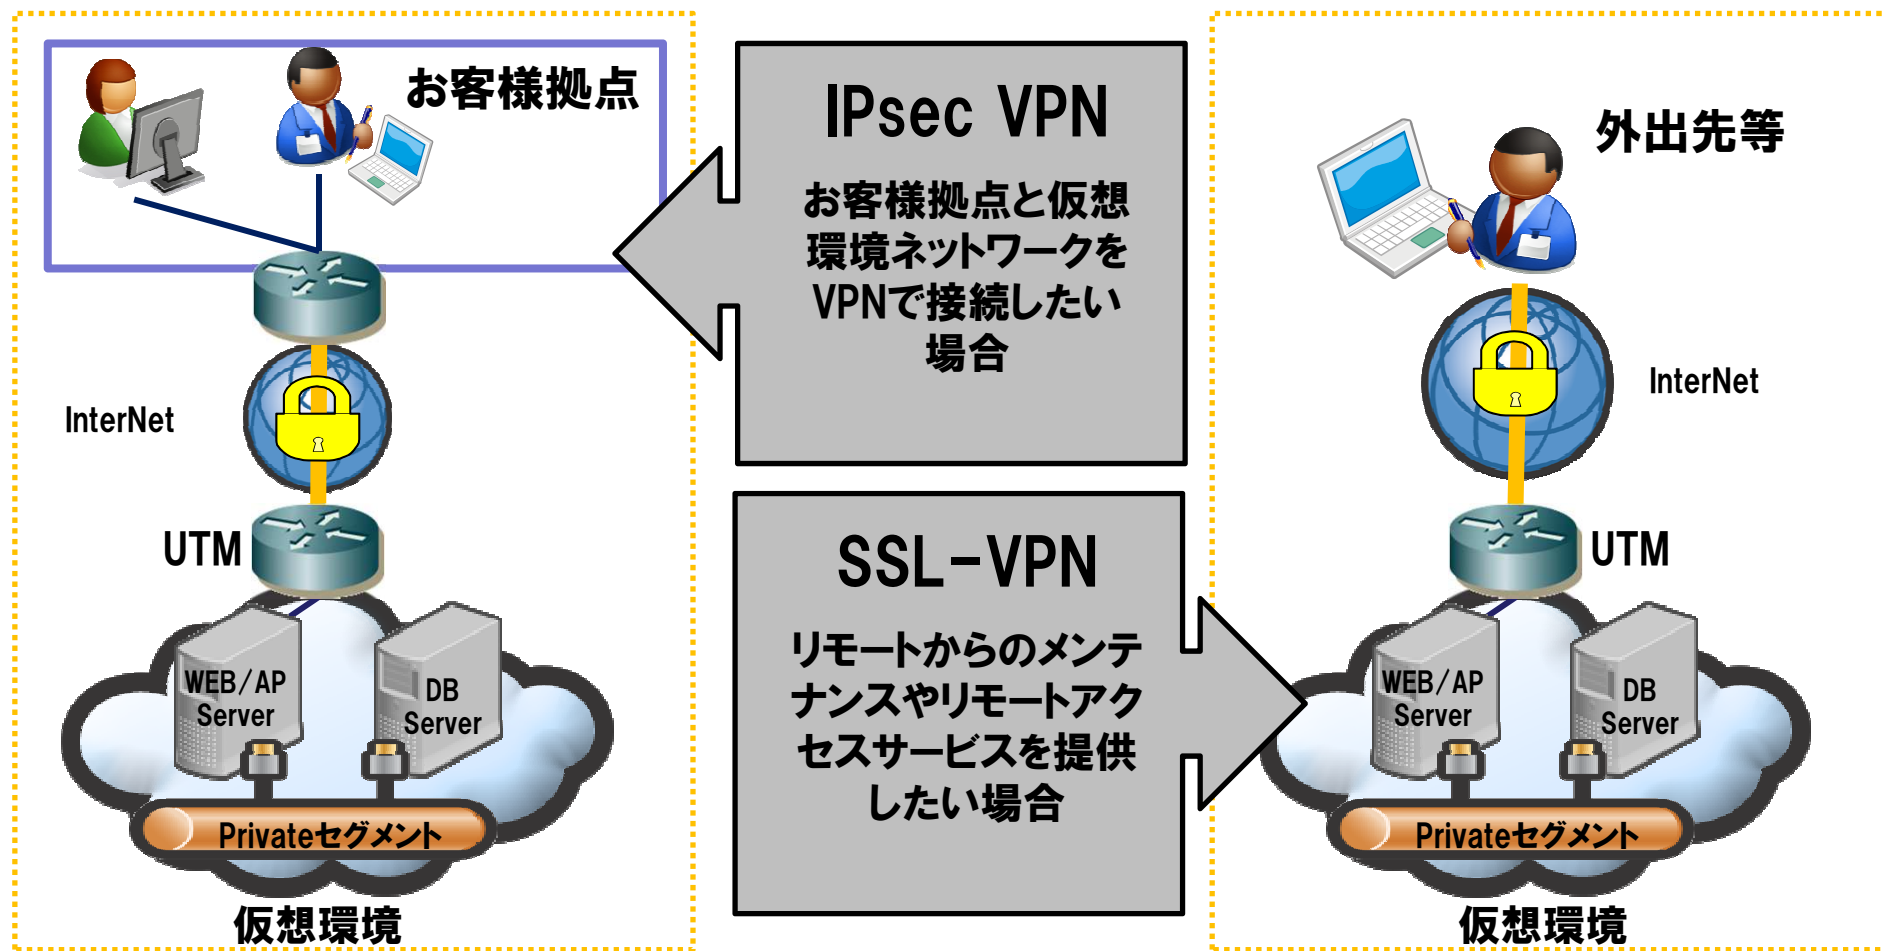 お客様拠点
InterNet
UTM
WEB/AP
Server
DB
Server
Privateセグメント
仮想環境
IPsec VPN
お客様拠点と仮想
環境ネットワークを
VPNで接続したい
場合
SSL-VPN
リモートからのメンテ
ナンスやリモートアク
セスサービスを提供
したい場合
外出先等
InterNet
UTM
WEB/AP
Server
DB
Server
Privateセグメント
仮想環境